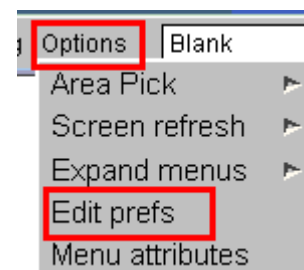 Options Blank
Area Pick
Screen refresh
Expand menus
Edit prefs
Menu attributes